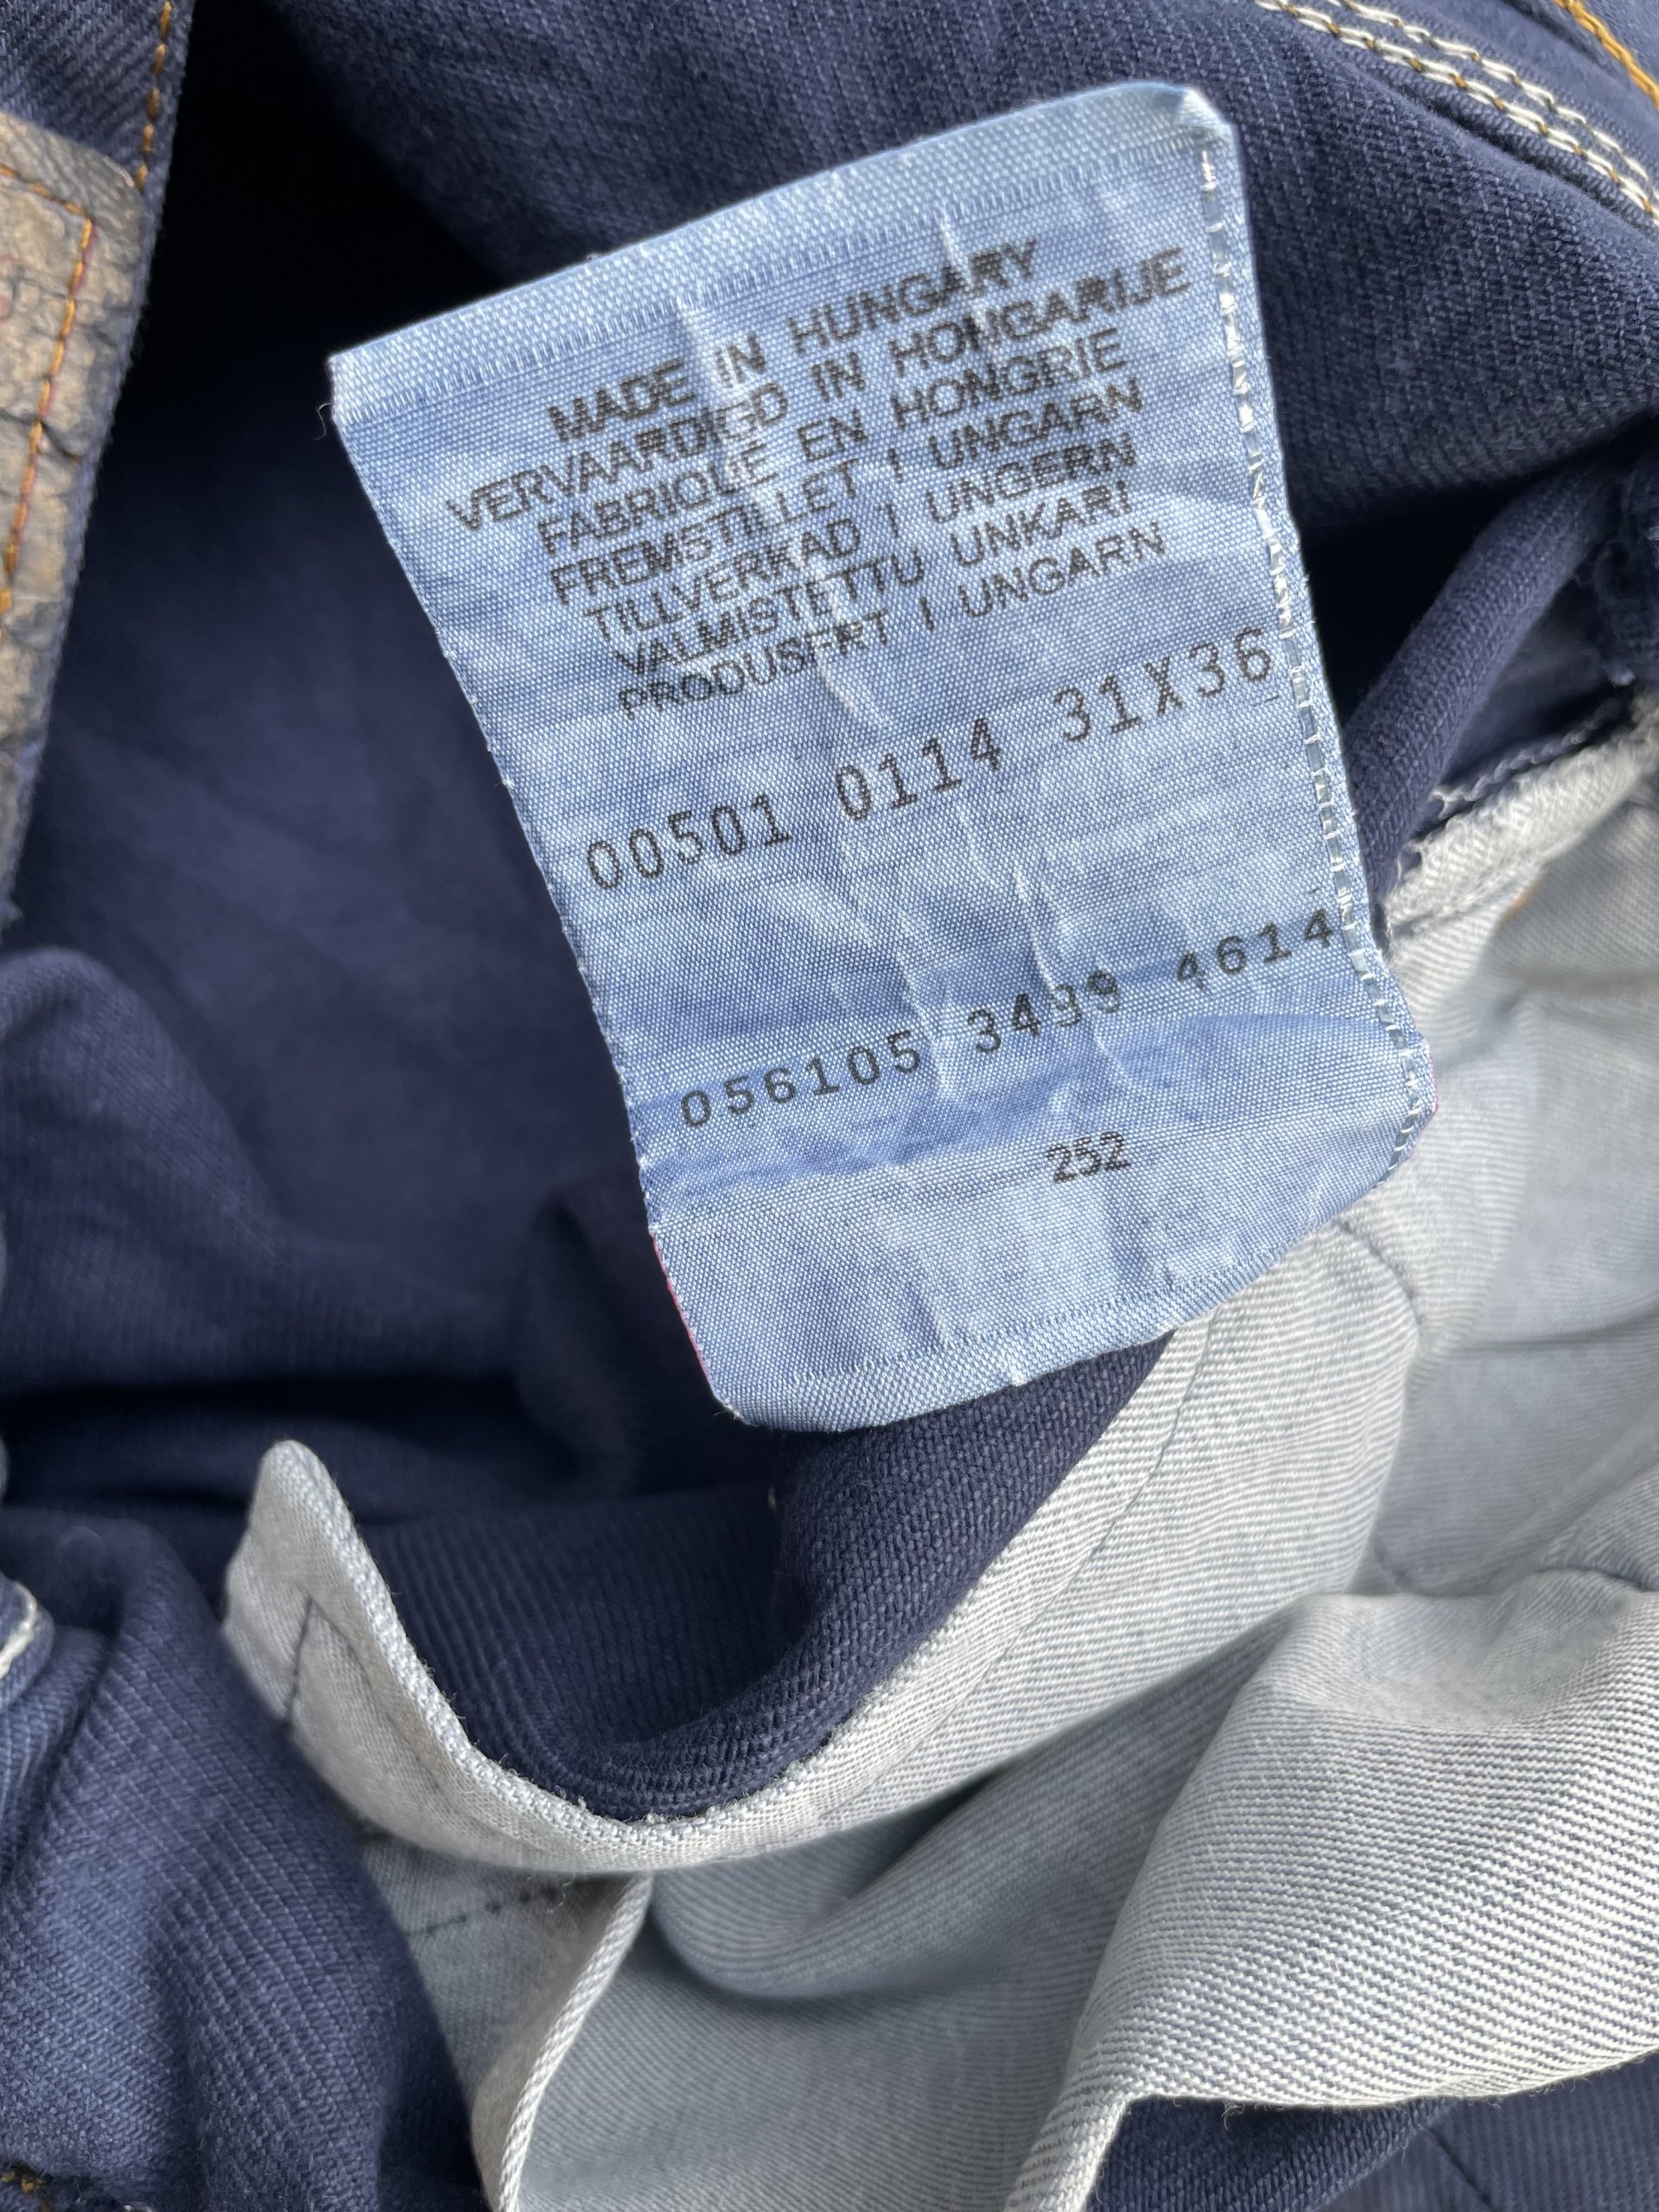 MADE IN HUNGARY
VERVAARDIGD IN HONGARIJE
FABRIQUE EN HONGRIE
FREMSTILLET I UNGARN
TILLVERKAD I UNGERN
VALMISTETTU UNKARI
PRODUSERT I UNGARN
00501 0114 31X36
056105 3499 4614
252